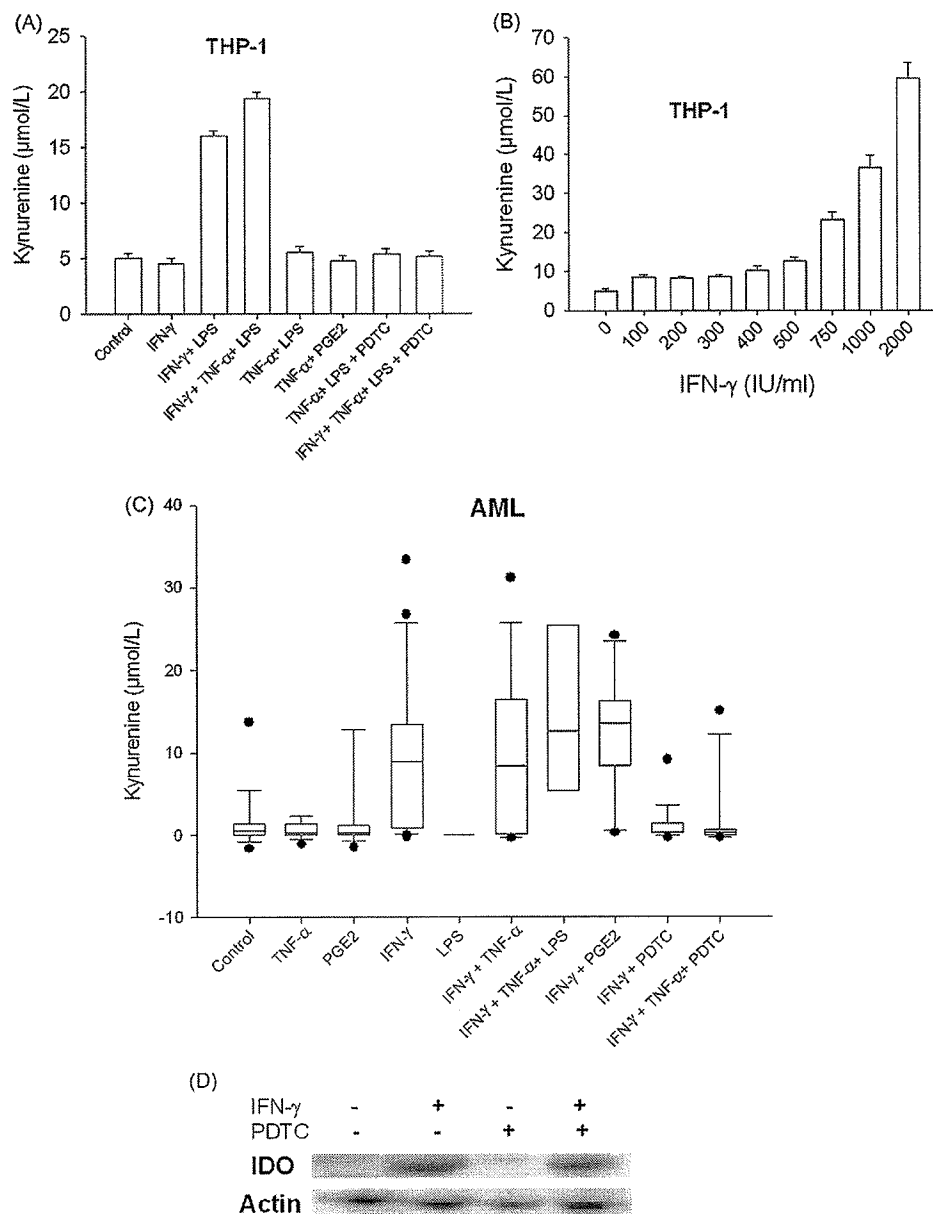 (A)
THP-1
Kynurenine (µmol/L)
25
20
15
10
5
0
Control
IFN-γ
IFN-γ + LPS
IFN-γ + TNF-α + LPS
TNF-α + LPS
TNF-α + PGE2
TNF-α + LPS + PDTC
IFN-γ + TNF-α + LPS + PDTC
(B)
THP-1
Kynurenine (µmol/L)
70
60
50
40
30
20
10
0
0
100
200
300
400
500
750
1000
2000
IFN-γ (IU/ml)
(C)
AML
Kynurenine (µmol/L)
40
30
20
10
0
-10
Control
TNF-α
PGE2
IFN-γ
LPS
IFN-γ + TNF-α
IFN-γ + TNF-α + LPS
IFN-γ + PGE2
IFN-γ + PDTC
IFN-γ + TNF-α + PDTC
(D)
IFN-γ - + - +
PDTC - - + +
IDO
Actin